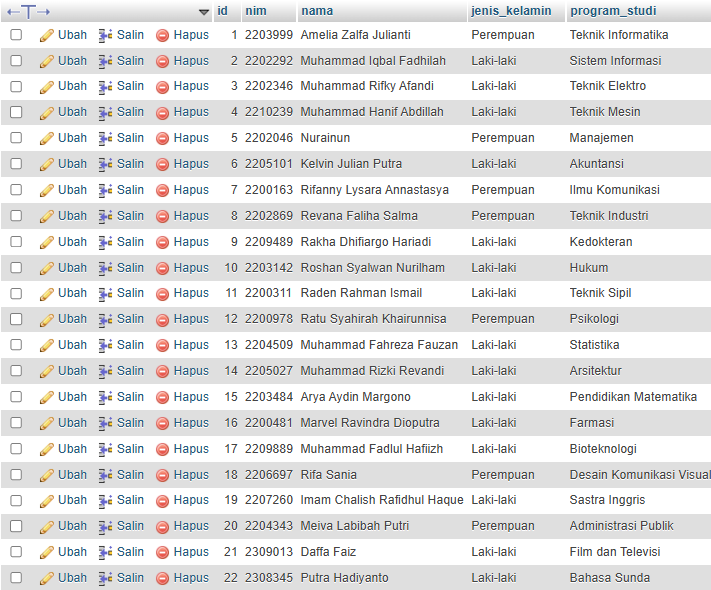 id nim nama jenis_kelamin program_studi
Ubah Salin Hapus 1 2203999 Amelia Zalfa Julianti Perempuan Teknik Informatika
Ubah Salin Hapus 2 2202292 Muhammad Iqbal Fadhilah Laki-laki Sistem Informasi
Ubah Salin Hapus 3 2202346 Muhammad Rifky Afandi Laki-laki Teknik Elektro
Ubah Salin Hapus 4 2210239 Muhammad Hanif Abdillah Laki-laki Teknik Mesin
Ubah Salin Hapus 5 2202046 Nurainun Perempuan Manajemen
Ubah Salin Hapus 6 2205101 Kelvin Julian Putra Laki-laki Akuntansi
Ubah Salin Hapus 7 2200163 Rifanny Lysara Annastasya Perempuan Ilmu Komunikasi
Ubah Salin Hapus 8 2202869 Revana Faliha Salma Perempuan Teknik Industri
Ubah Salin Hapus 9 2209489 Rakha Dhifiargo Hariadi Laki-laki Kedokteran
Ubah Salin Hapus 10 2203142 Roshan Syalwan Nurilham Laki-laki Hukum
Ubah Salin Hapus 11 2200311 Raden Rahman Ismail Laki-laki Teknik Sipil
Ubah Salin Hapus 12 2200978 Ratu Syahirah Khairunnisa Perempuan Psikologi
Ubah Salin Hapus 13 2204509 Muhammad Fahreza Fauzan Laki-laki Statistika
Ubah Salin Hapus 14 2205027 Muhammad Rizki Revandi Laki-laki Arsitektur
Ubah Salin Hapus 15 2203484 Arya Aydin Margono Laki-laki Pendidikan Matematika
Ubah Salin Hapus 16 2200481 Marvel Ravindra Dioputra Laki-laki Farmasi
Ubah Salin Hapus 17 2209889 Muhammad Fadlul Hafiizh Laki-laki Bioteknologi
Ubah Salin Hapus 18 2206697 Rifa Sania Perempuan Desain Komunikasi Visual
Ubah Salin Hapus 19 2207260 Imam Chalish Rafidhul Haque Laki-laki Sastra Inggris
Ubah Salin Hapus 20 2204343 Meiva Labibah Putri Perempuan Administrasi Publik
Ubah Salin Hapus 21 2309013 Daffa Faiz Laki-laki Film dan Televisi
Ubah Salin Hapus 22 2308345 Putra Hadiyanto Laki-laki Bahasa Sunda